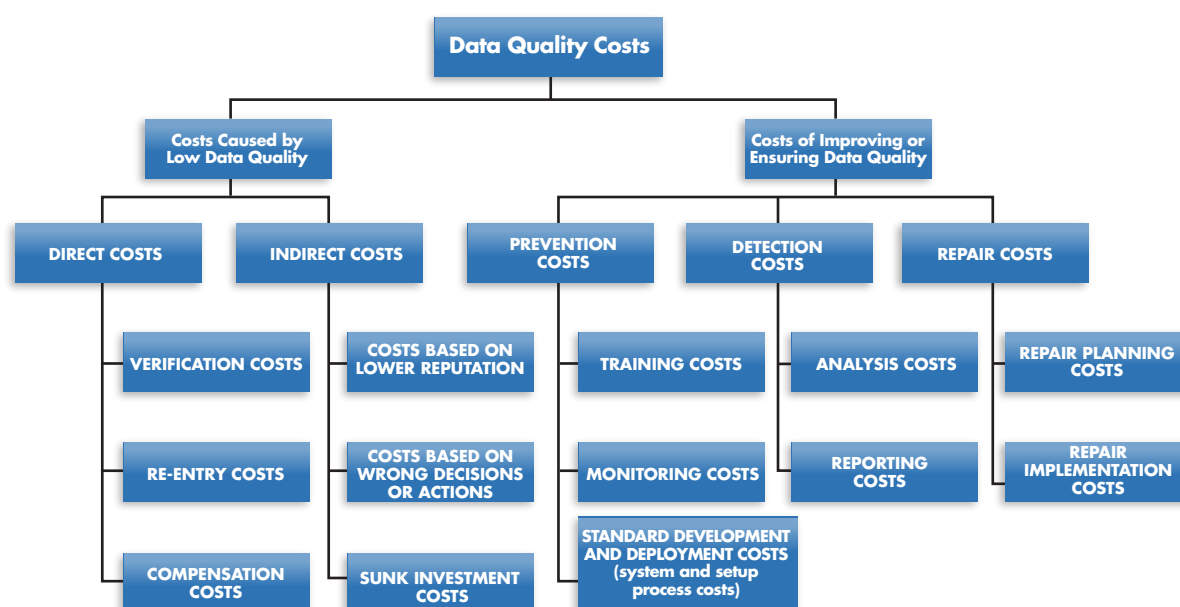 Data Quality Costs
Costs Caused by
Low Data Quality
Costs of Improving or
Ensuring Data Quality
DIRECT COSTS
INDIRECT COSTS
PREVENTION
COSTS
DETECTION
COSTS
REPAIR COSTS
VERIFICATION COSTS
COSTS BASED ON
LOWER REPUTATION
TRAINING COSTS
ANALYSIS COSTS
REPAIR PLANNING
COSTS
RE-ENTRY COSTS
COSTS BASED ON
WRONG DECISIONS
OR ACTIONS
MONITORING COSTS
REPORTING
COSTS
REPAIR
IMPLEMENTATION
COSTS
COMPENSATION
COSTS
SUNK INVESTMENT
COSTS
STANDARD DEVELOPMENT
AND DEPLOYMENT COSTS
(system and setup
process costs)